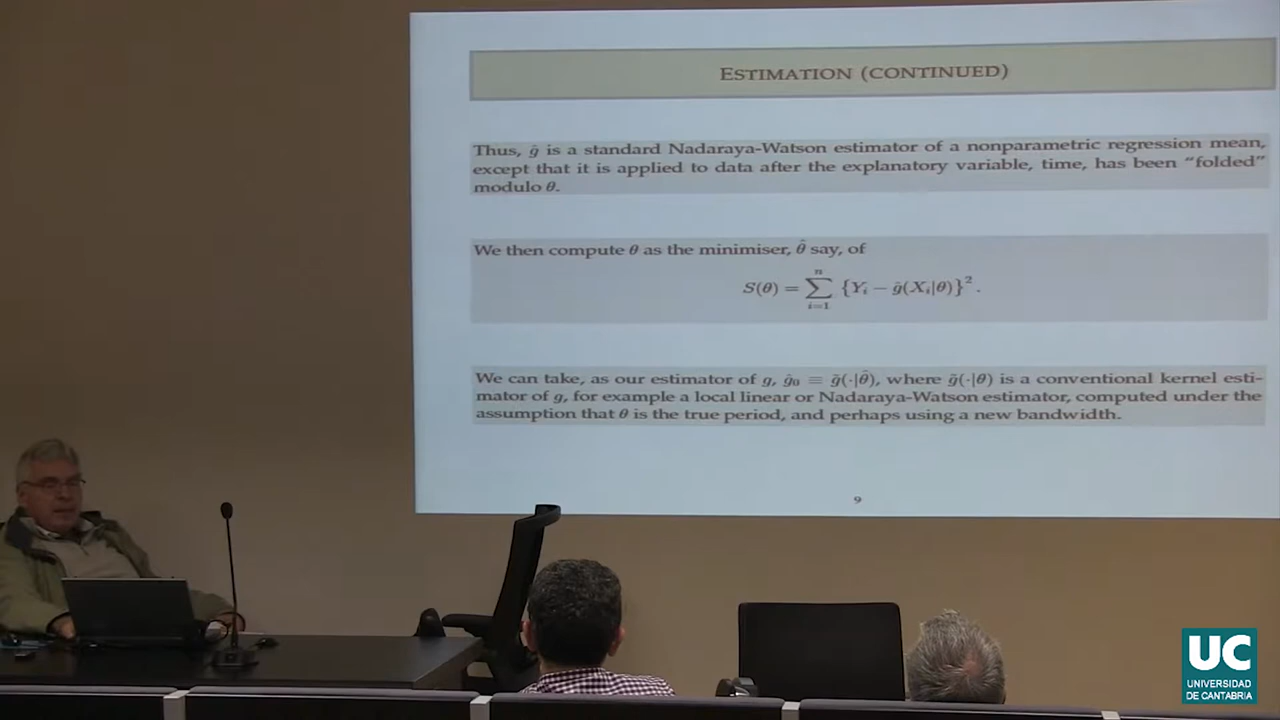 ESTIMATION (CONTINUED)
Thus, ĝ is a standard Nadaraya-Watson estimator of a nonparametric regression mean,
except that it is applied to data after the explanatory variable, time, has been “folded”
modulo θ.
We then compute θ as the minimiser, θ̂ say, of
S(θ) = ∑ᵢ₌₁ⁿ {Yᵢ − ĝ(Xᵢ|θ)}².
We can take, as our estimator of g, ĝ₀ ≡ g̃(·|θ̂), where g̃(·|θ) is a conventional kernel esti-
mator of g, for example a local linear or Nadaraya-Watson estimator, computed under the
assumption that θ is the true period, and perhaps using a new bandwidth.
9
UC
UNIVERSIDAD
DE CANTABRIA